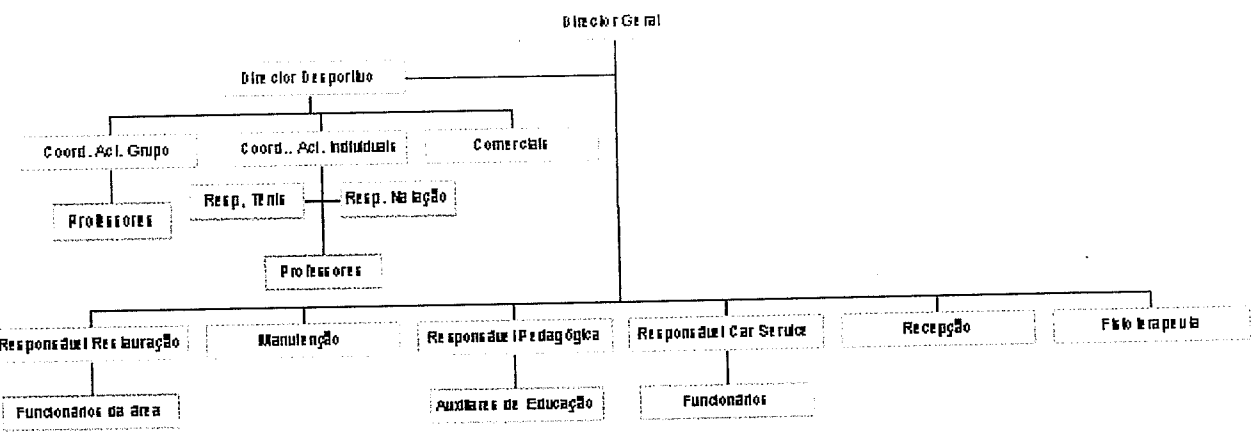 Director Geral
Director Desportivo
Coord. Act. Grupo
Coord.. Act. Individuais
Comerciais
Resp. Ténis
Resp. Natação
Professores
Professores
Responsável Restauração
Manutenção
Responsável Pedagógica
Responsável Car Service
Recepção
Fisioterapeuta
Funcionários da área
Auxiliares de Educação
Funcionários